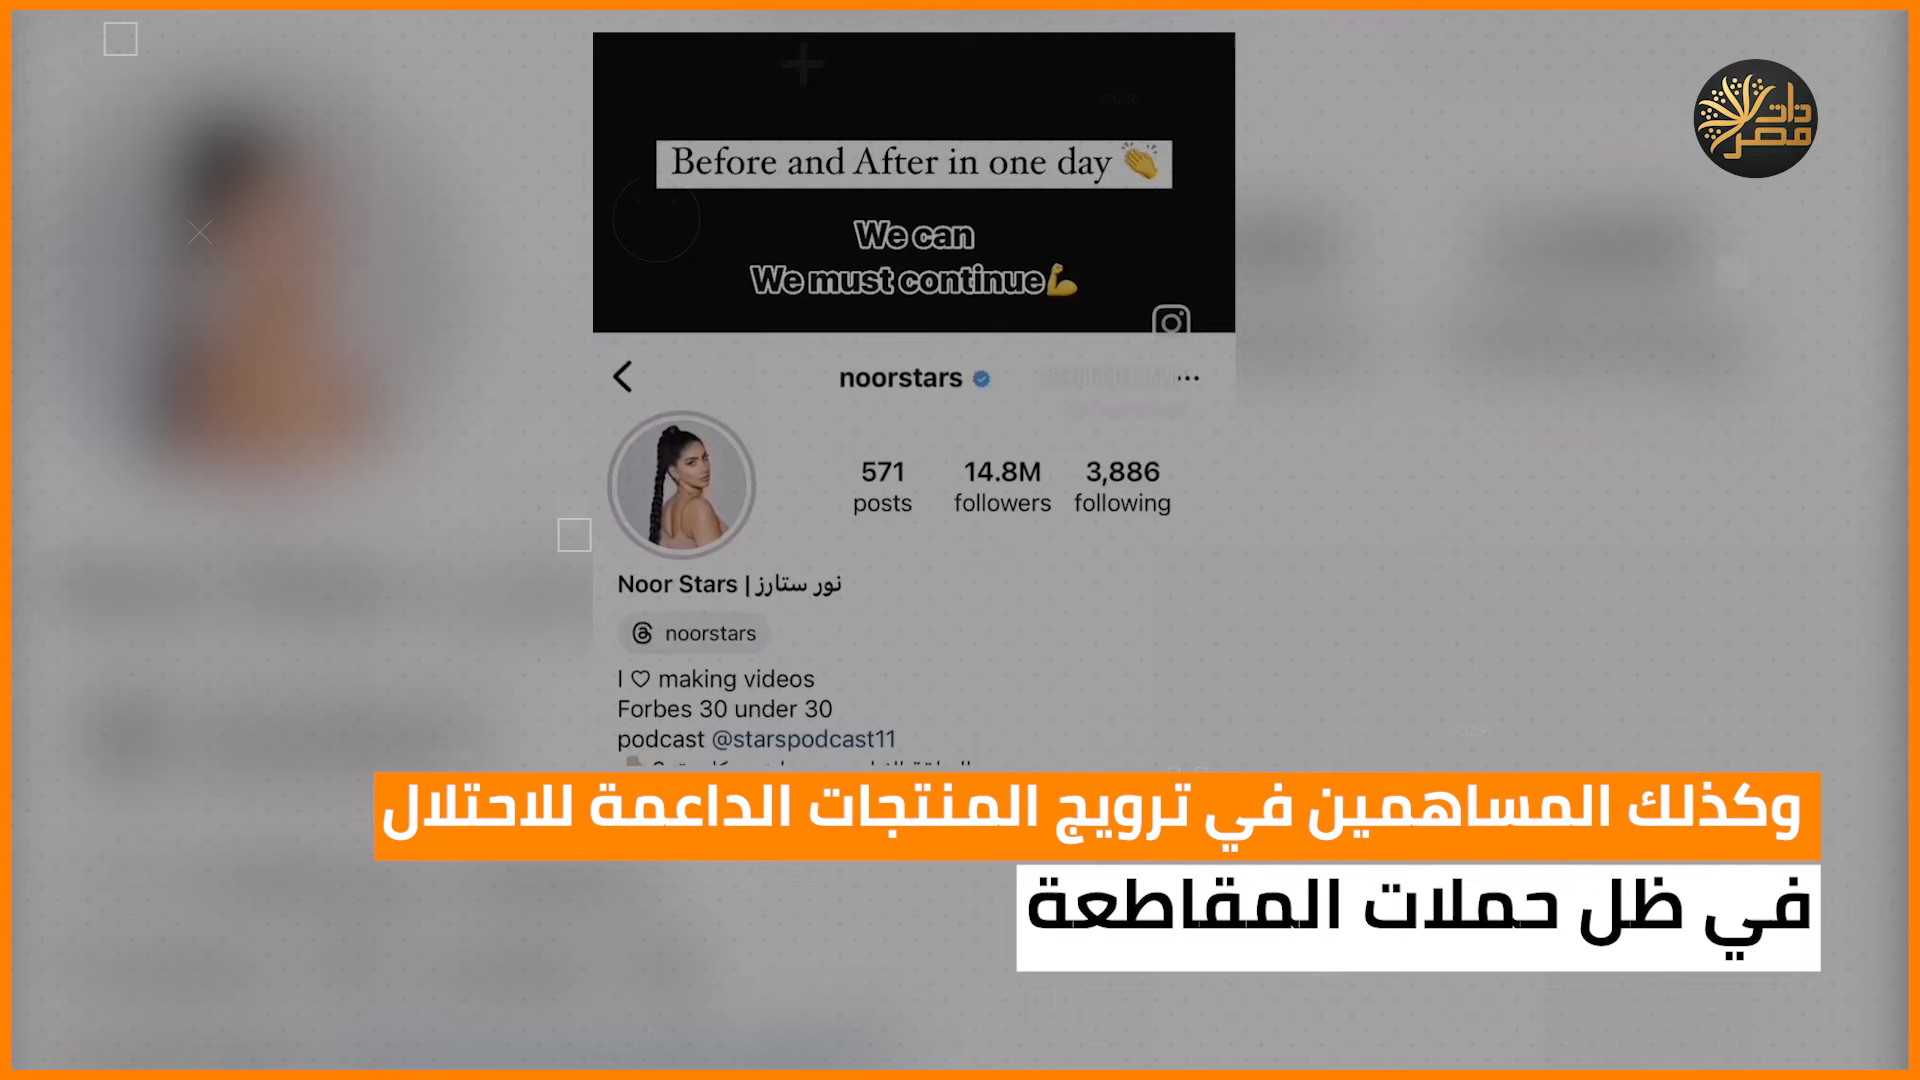 ذات مصر
Before and After in one day 👏
We can
We must continue💪
noorstars
571 14.8M 3,886
posts followers following
Noor Stars | نور ستارز
noorstars
I ♡ making videos
Forbes 30 under 30
podcast @starspodcast11
وكذلك المساهمين في ترويج المنتجات الداعمة للاحتلال
في ظل حملات المقاطعة